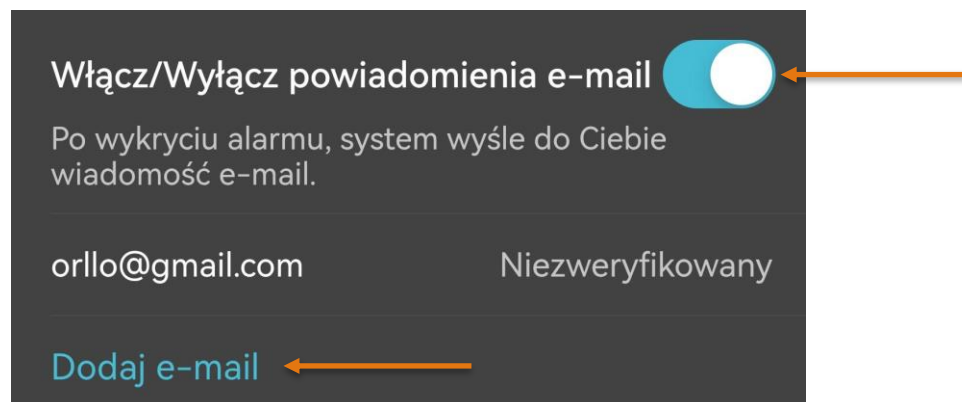 Włącz/Wyłącz powiadomienia e-mail
Po wykryciu alarmu, system wyśle do Ciebie
wiadomość e-mail.
orllo@gmail.com Niezweryfikowany
Dodaj e-mail